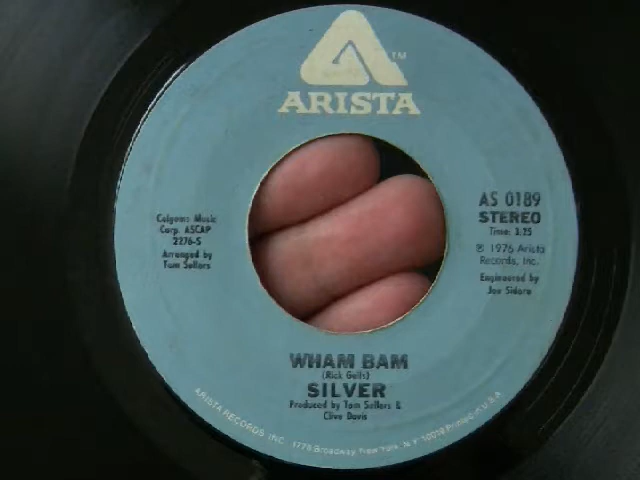 TM
ARISTA
Colgems Music
Corp. ASCAP
2276-S
Arranged by
Tom Sellers
AS 0189
STEREO
Time: 3:25
℗ 1976 Arista
Records, Inc.
Engineered by
Joe Sidore
WHAM BAM
(Rick Geils)
SILVER
Produced by Tom Sellers &
Clive Davis
ARISTA RECORDS INC. 1776 Broadway, New York, N.Y. 10019 Printed in U.S.A